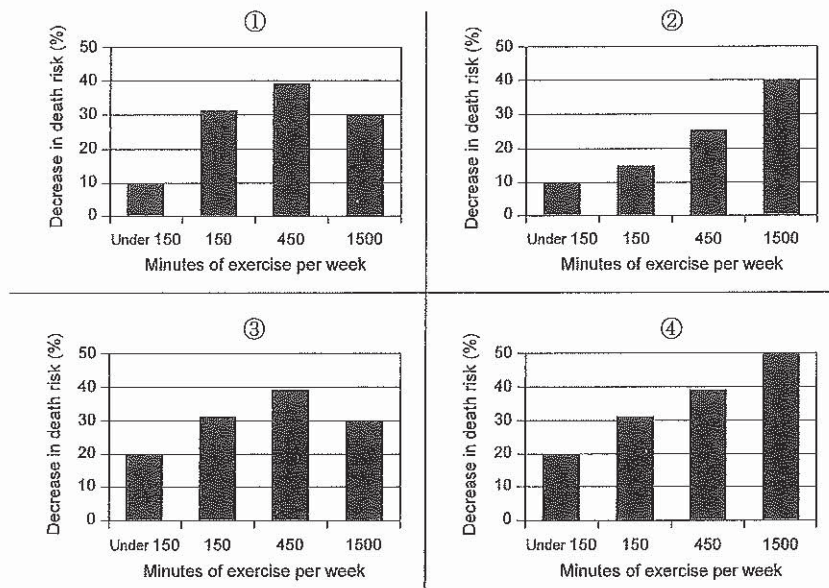 ①
Decrease in death risk (%)
50
40
30
20
10
0
Under 150 150 450 1500
Minutes of exercise per week
②
Decrease in death risk (%)
50
40
30
20
10
0
Under 150 150 450 1500
Minutes of exercise per week
③
Decrease in death risk (%)
50
40
30
20
10
0
Under 150 150 450 1500
Minutes of exercise per week
④
Decrease in death risk (%)
50
40
30
20
10
0
Under 150 150 450 1500
Minutes of exercise per week